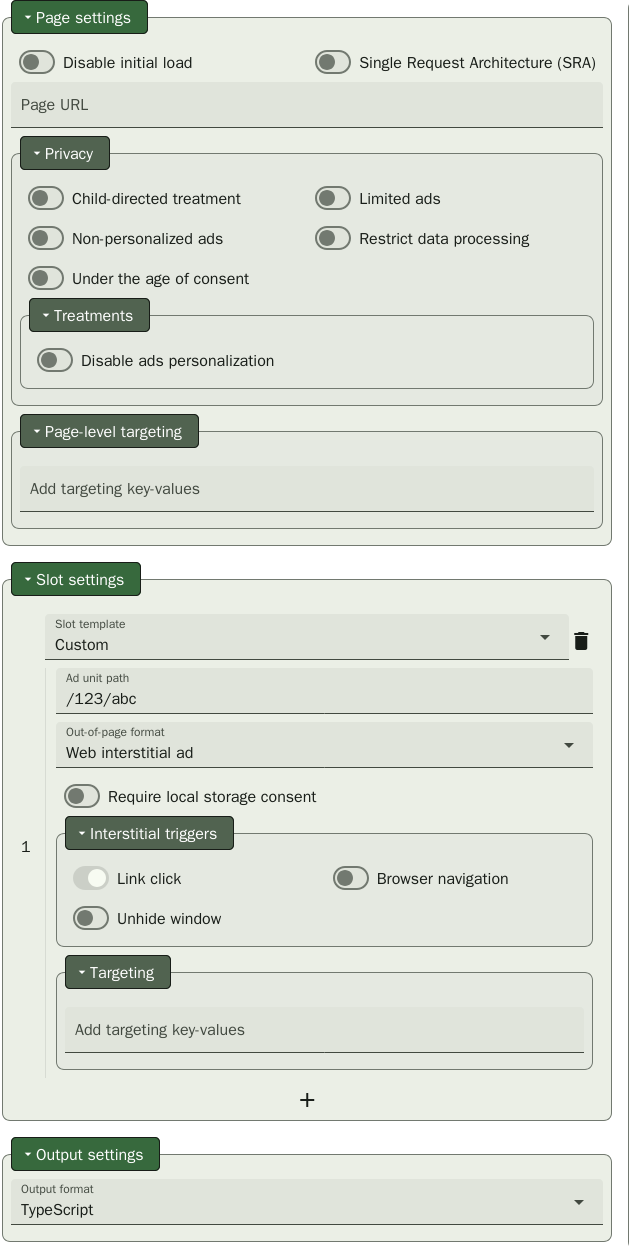 Page settings
Disable initial load
Single Request Architecture (SRA)
Page URL
Privacy
Child-directed treatment
Limited ads
Non-personalized ads
Restrict data processing
Under the age of consent
Treatments
Disable ads personalization
Page-level targeting
Add targeting key-values
Slot settings
Slot template
Custom
Ad unit path
/123/abc
Out-of-page format
Web interstitial ad
Require local storage consent
Interstitial triggers
1
Link click
Browser navigation
Unhide window
Targeting
Add targeting key-values
+
Output settings
Output format
TypeScript